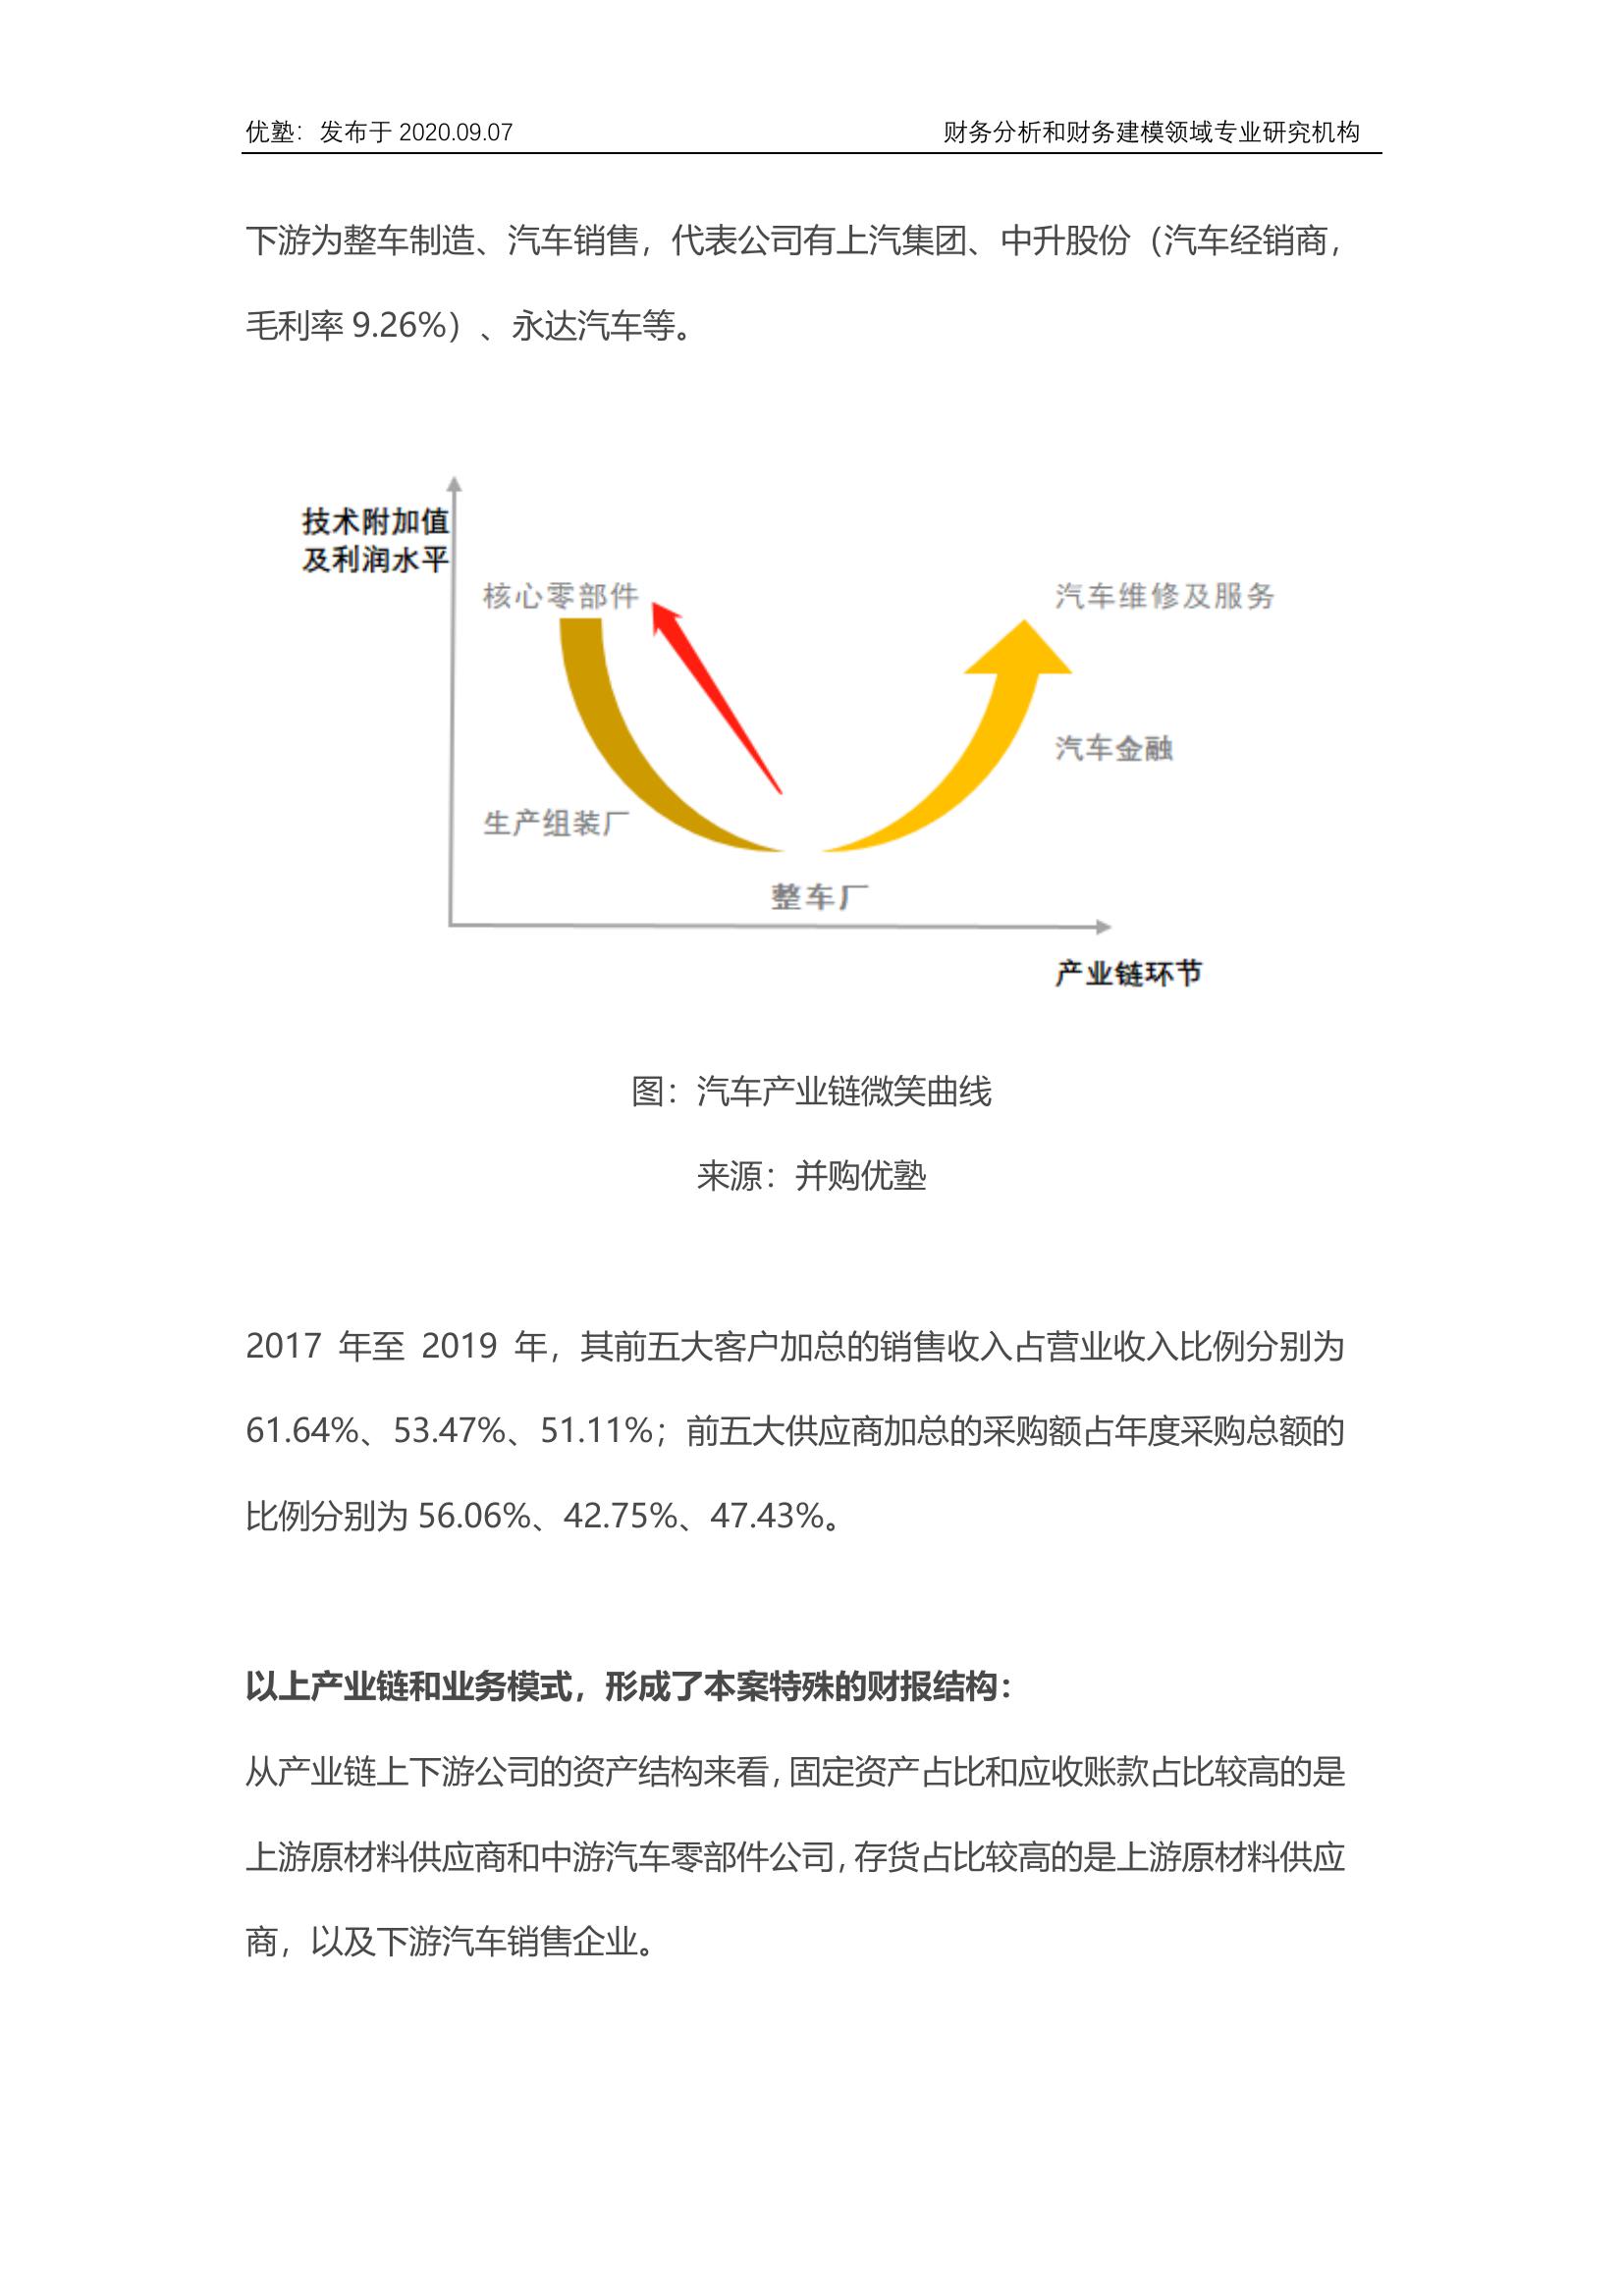 优塾：发布于 2020.09.07 财务分析和财务建模领域专业研究机构
下游为整车制造、汽车销售，代表公司有上汽集团、中升股份（汽车经销商，
毛利率 9.26%）、永达汽车等。
技术附加值
及利润水平
核心零部件
汽车维修及服务
汽车金融
生产组装厂
整车厂
产业链环节
图：汽车产业链微笑曲线
来源：并购优塾
2017 年至 2019 年，其前五大客户加总的销售收入占营业收入比例分别为
61.64%、53.47%、51.11%；前五大供应商加总的采购额占年度采购总额的
比例分别为 56.06%、42.75%、47.43%。
以上产业链和业务模式，形成了本案特殊的财报结构：
从产业链上下游公司的资产结构来看，固定资产占比和应收账款占比较高的是
上游原材料供应商和中游汽车零部件公司，存货占比较高的是上游原材料供应
商，以及下游汽车销售企业。